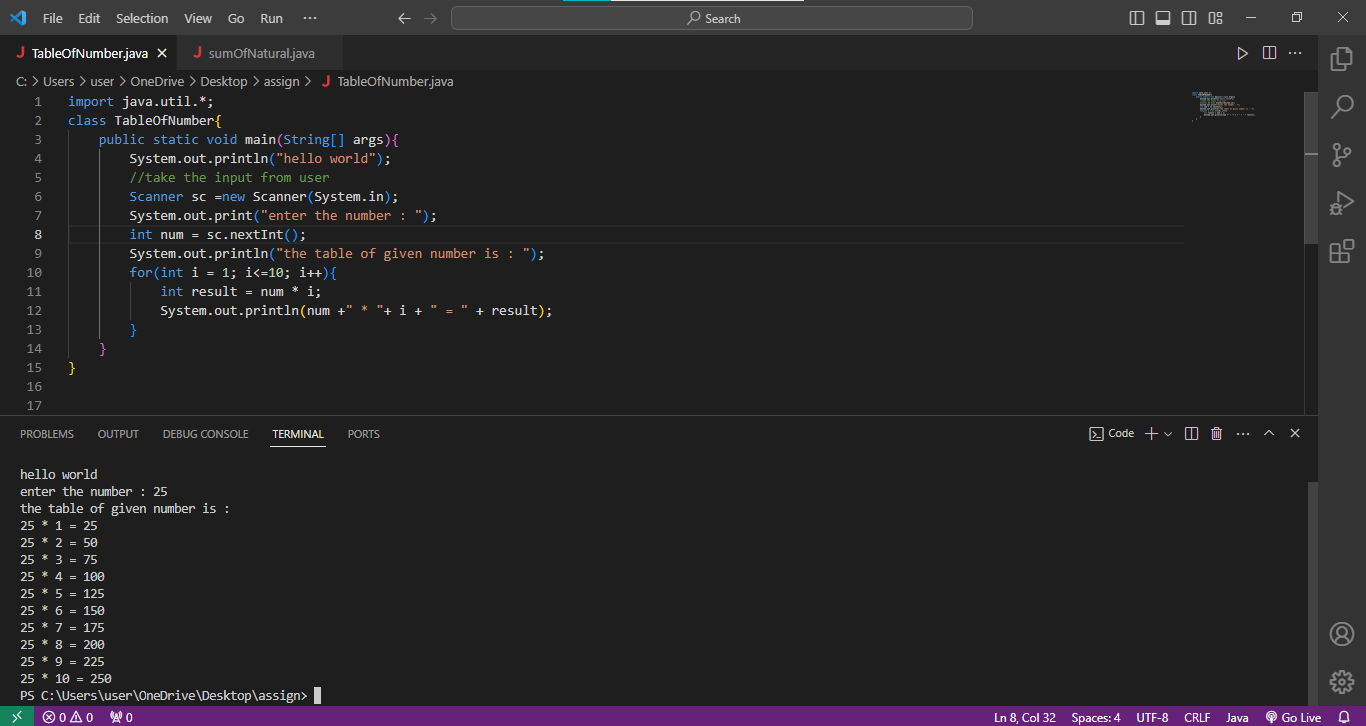 File Edit Selection View Go Run ··· Search
TableOfNumber.java sumOfNatural.java
C: > Users > user > OneDrive > Desktop > assign > TableOfNumber.java
1 import java.util.*;
2 class TableOfNumber{
3 public static void main(String[] args){
4 System.out.println("hello world");
5 //take the input from user
6 Scanner sc =new Scanner(System.in);
7 System.out.print("enter the number : ");
8 int num = sc.nextInt();
9 System.out.println("the table of given number is : ");
10 for(int i = 1; i<=10; i++){
11 int result = num * i;
12 System.out.println(num +" * "+ i + " = " + result);
13 }
14 }
15 }
16
17
PROBLEMS OUTPUT DEBUG CONSOLE TERMINAL PORTS Code
hello world
enter the number : 25
the table of given number is :
25 * 1 = 25
25 * 2 = 50
25 * 3 = 75
25 * 4 = 100
25 * 5 = 125
25 * 6 = 150
25 * 7 = 175
25 * 8 = 200
25 * 9 = 225
25 * 10 = 250
PS C:\Users\user\OneDrive\Desktop\assign>
0 0 0 Ln 8, Col 32 Spaces: 4 UTF-8 CRLF Java Go Live